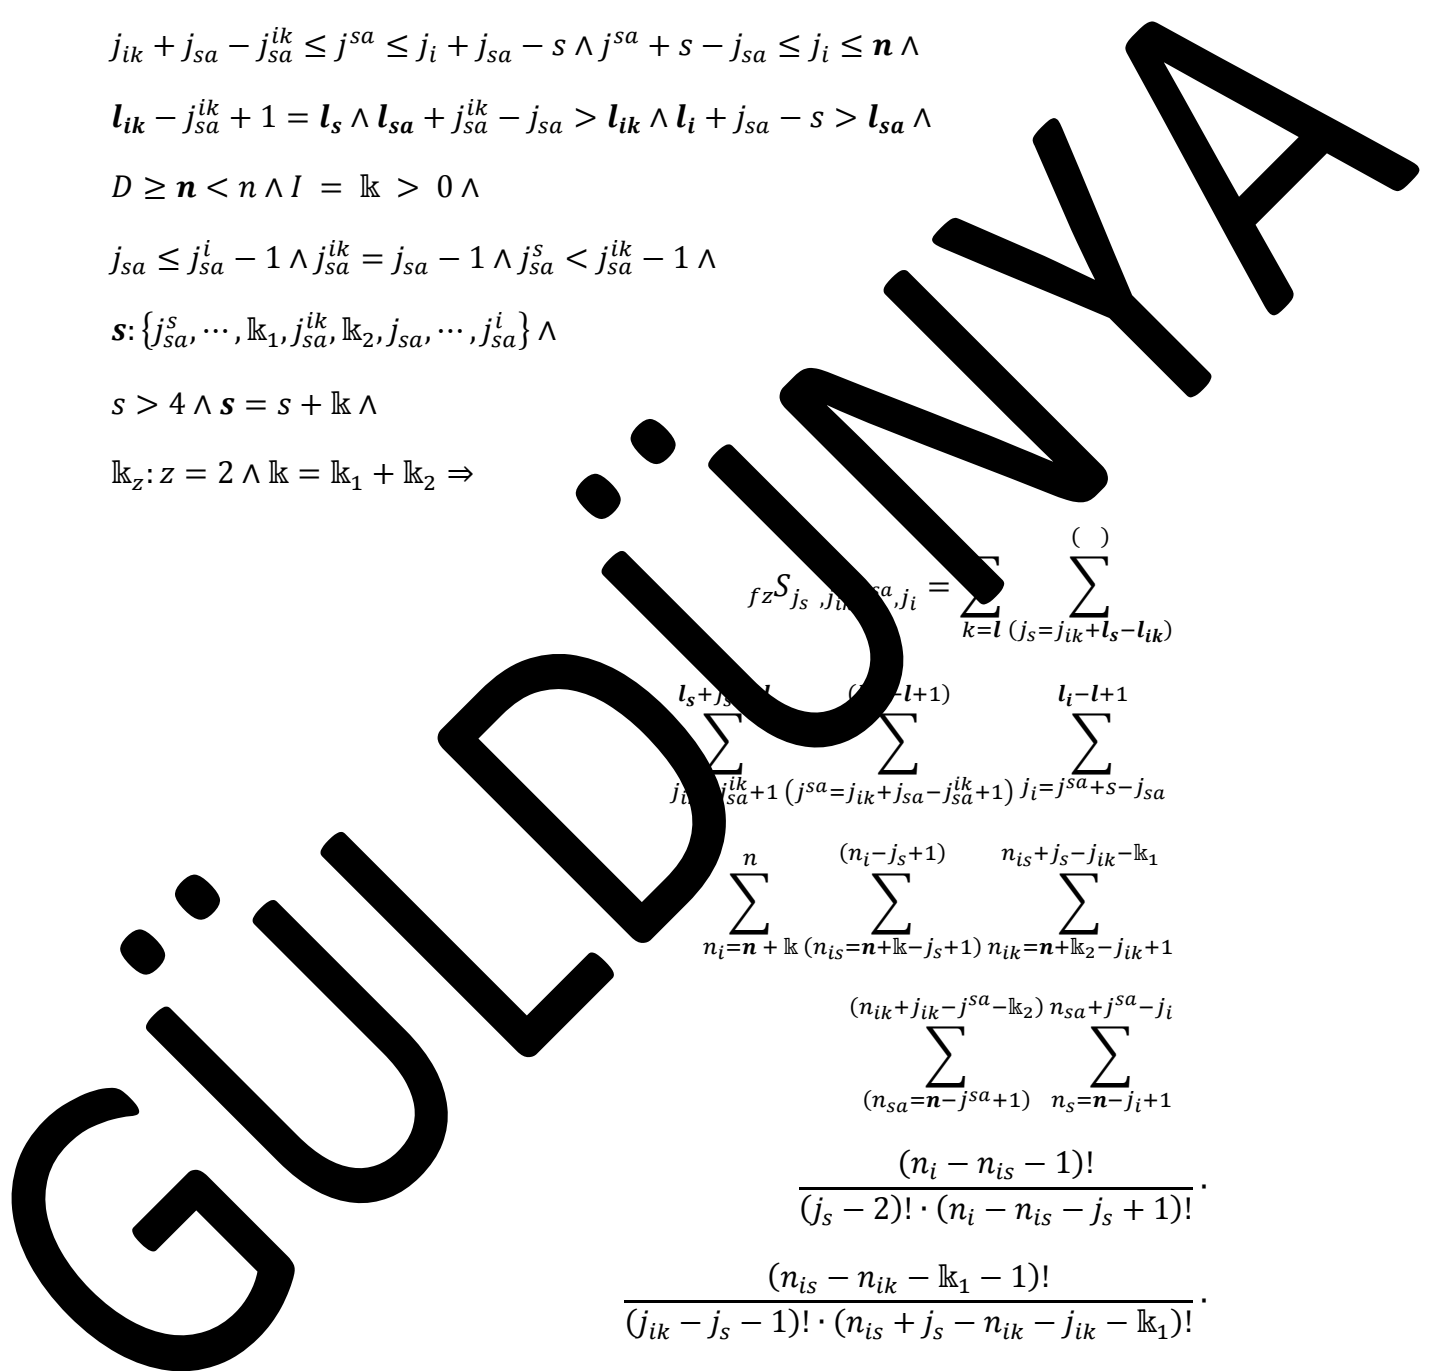 j_{ik} + j_{sa} − j_{sa}^{ik} ≤ j^{sa} ≤ j_i + j_{sa} − s ∧ j^{sa} + s − j_{sa} ≤ j_i ≤ 𝒏 ∧
𝒍_{𝒊𝒌} − j_{sa}^{ik} + 1 = 𝒍_𝒔 ∧ 𝒍_{𝒔𝒂} + j_{sa}^{ik} − j_{sa} > 𝒍_{𝒊𝒌} ∧ 𝒍_𝒊 + j_{sa} − s > 𝒍_{𝒔𝒂} ∧
D ≥ 𝒏 < n ∧ I = 𝕜 > 0 ∧
j_{sa} ≤ j_{sa}^{i} − 1 ∧ j_{sa}^{ik} = j_{sa} − 1 ∧ j_{sa}^{s} < j_{sa}^{ik} − 1 ∧
𝒔: {j_{sa}^{s}, ⋯ , 𝕜_1, j_{sa}^{ik}, 𝕜_2, j_{sa}, ⋯ , j_{sa}^{i}} ∧
s > 4 ∧ 𝒔 = s + 𝕜 ∧
𝕜_z: z = 2 ∧ 𝕜 = 𝕜_1 + 𝕜_2 ⇒
( )
_{fz}S_{j_s ,j_i ,j_i} = ∑ ∑
k=𝒍 (j_s=j_{ik}+𝒍_𝒔−𝒍_{𝒊𝒌})
𝒍_𝒔+ −𝒍+1) 𝒍_𝒊−𝒍+1
∑ ∑ ∑
j_{sa}^{ik}+1 (j^{sa}=j_{ik}+j_{sa}−j_{sa}^{ik}+1) j_i=j^{sa}+s−j_{sa}
n (n_i−j_s+1) n_{is}+j_s−j_{ik}−𝕜_1
∑ ∑ ∑
n_i=𝒏 + 𝕜 (n_{is}=𝒏+𝕜−j_s+1) n_{ik}=𝒏+𝕜_2−j_{ik}+1
(n_{ik}+j_{ik}−j^{sa}−𝕜_2) n_{sa}+j^{sa}−j_i
∑ ∑
(n_{sa}=𝒏−j^{sa}+1) n_s=𝒏−j_i+1
(n_i − n_{is} − 1)!
(j_s − 2)! · (n_i − n_{is} − j_s + 1)! ·
(n_{is} − n_{ik} − 𝕜_1 − 1)!
(j_{ik} − j_s − 1)! · (n_{is} + j_s − n_{ik} − j_{ik} − 𝕜_1)! ·
GÜLDÜNYA